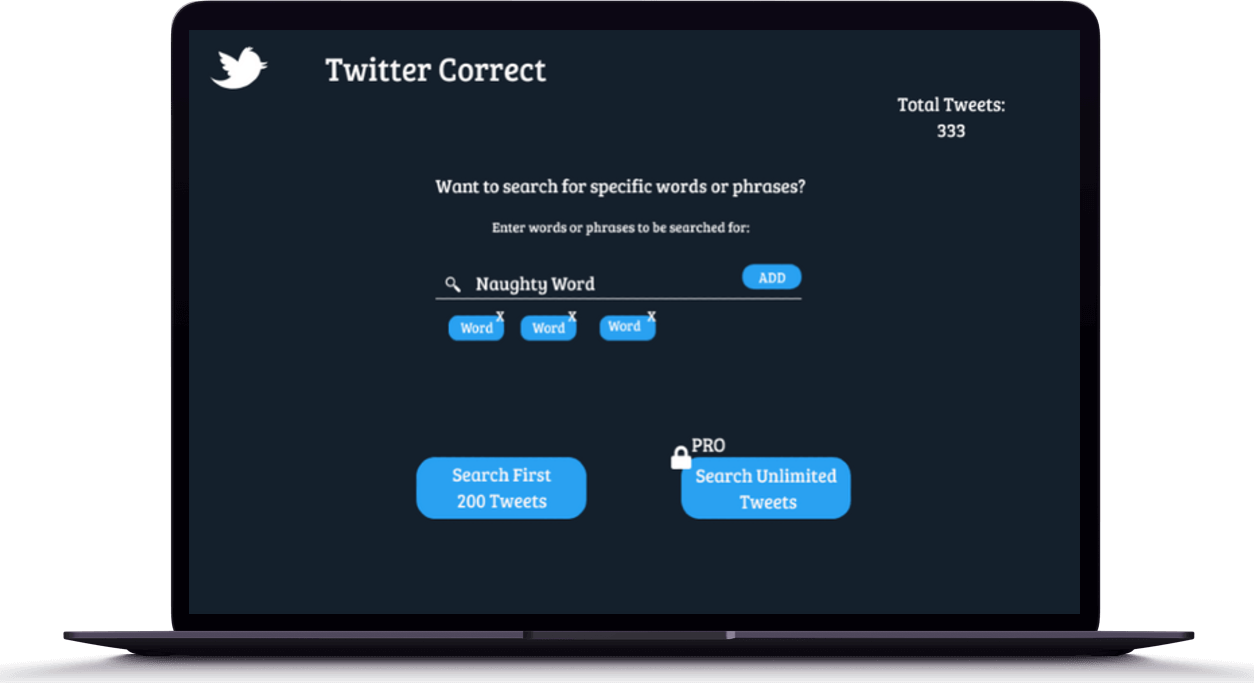 Twitter Correct
Total Tweets:
333
Want to search for specific words or phrases?
Enter words or phrases to be searched for:
Naughty Word
ADD
Word X
Word X
Word X
Search First
200 Tweets
PRO
Search Unlimited
Tweets